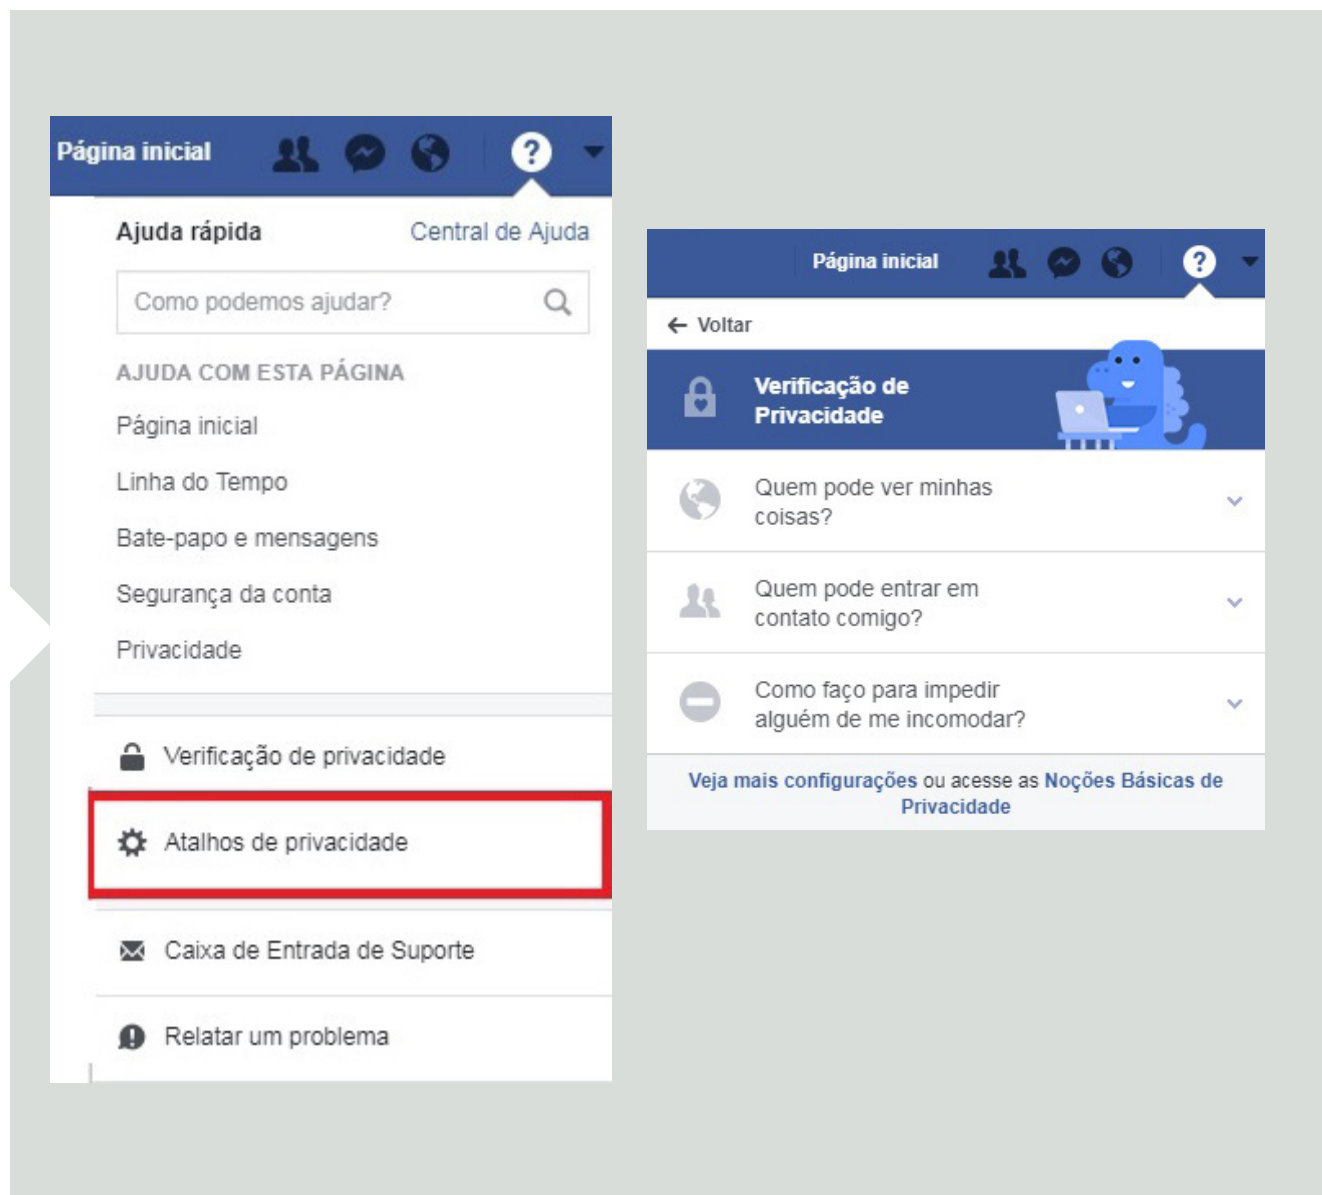 Página inicial
?
Ajuda rápida
Central de Ajuda
Como podemos ajudar?
AJUDA COM ESTA PÁGINA
Página inicial
Linha do Tempo
Bate-papo e mensagens
Segurança da conta
Privacidade
Verificação de privacidade
Atalhos de privacidade
Caixa de Entrada de Suporte
Relatar um problema
Página inicial
?
← Voltar
Verificação de
Privacidade
Quem pode ver minhas
coisas?
Quem pode entrar em
contato comigo?
Como faço para impedir
alguém de me incomodar?
Veja mais configurações ou acesse as Noções Básicas de
Privacidade